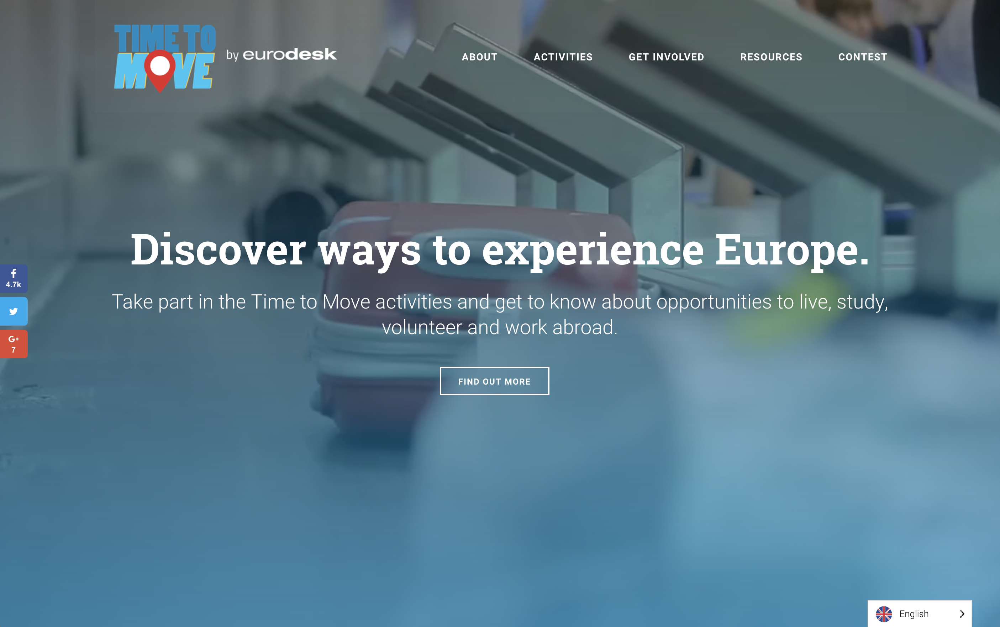 TIME TO
MOVE
by eurodesk
ABOUT
ACTIVITIES
GET INVOLVED
RESOURCES
CONTEST
Discover ways to experience Europe.
Take part in the Time to Move activities and get to know about opportunities to live, study,
volunteer and work abroad.
FIND OUT MORE
4.7k
G+
7
English